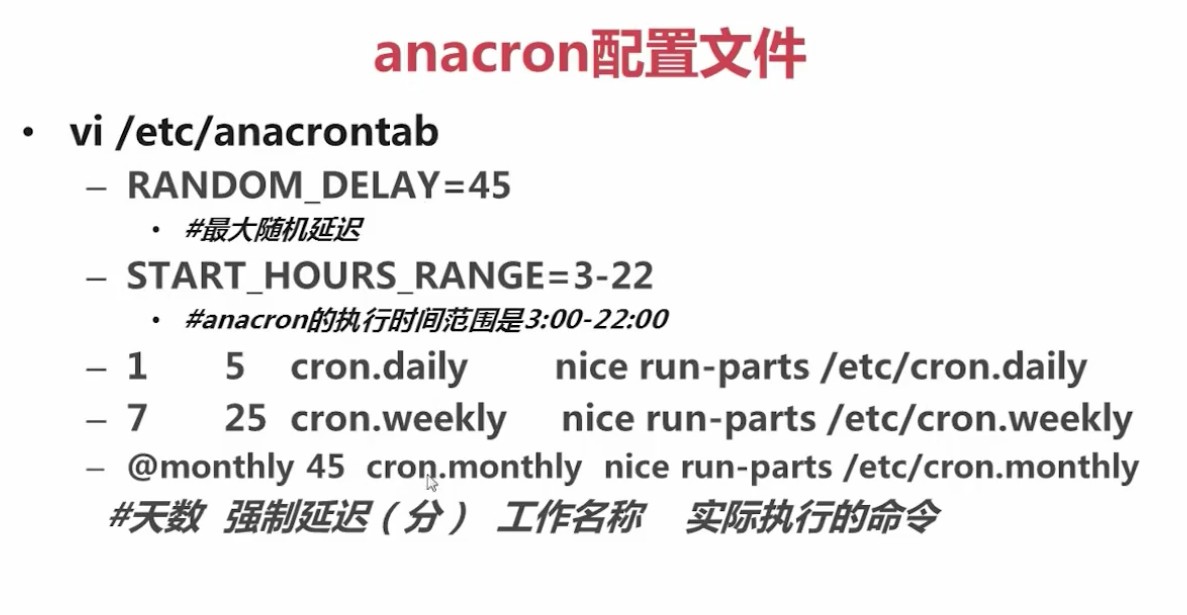 anacron配置文件
• vi /etc/anacrontab
– RANDOM_DELAY=45
• #最大随机延迟
– START_HOURS_RANGE=3-22
• #anacron的执行时间范围是3:00-22:00
– 1 5 cron.daily nice run-parts /etc/cron.daily
– 7 25 cron.weekly nice run-parts /etc/cron.weekly
– @monthly 45 cron.monthly nice run-parts /etc/cron.monthly
#天数 强制延迟（分） 工作名称 实际执行的命令